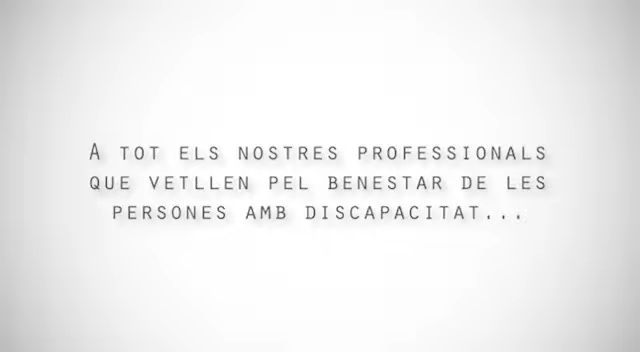 A TOT ELS NOSTRES PROFESSIONALS
QUE VETLLEN PEL BENESTAR DE LES
PERSONES AMB DISCAPACITAT...